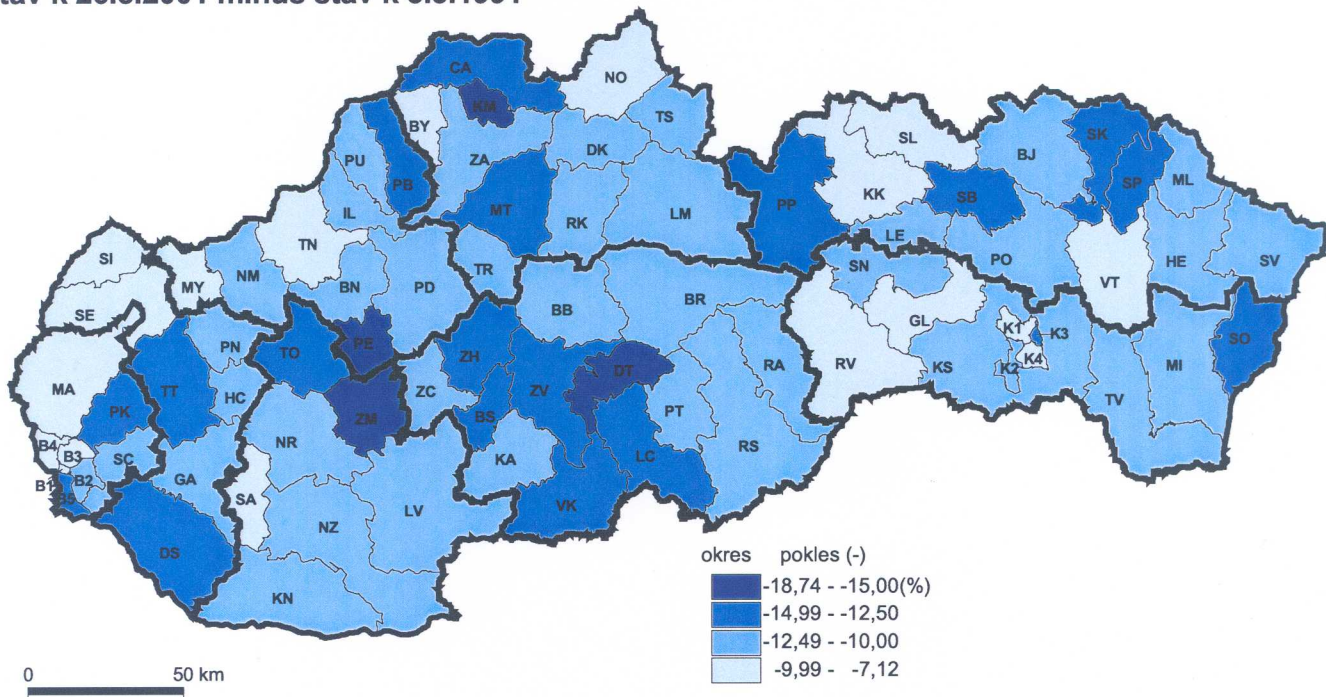 CA
NO
KM
BY
TS
ZA
DK
PU
PB
MT
RK
LM
IL
TN
TR
SI
MY
NM
BN
PD
SE
PN
TO
PE
MA
TT
HC
ZM
PK
B4
B3
SC
B1
B2
B5
GA
DS
NR
SA
NZ
LV
KN
BB
BR
ZH
ZC
ZV
DT
BS
PT
RA
KA
LC
RS
VK
PP
SL
KK
BJ
SK
SP
ML
SB
LE
PO
VT
HE
SV
SN
GL
RV
KS
K1
K3
K4
K2
TV
MI
SO
okres pokles (-)
-18,74 - -15,00(%)
-14,99 - -12,50
-12,49 - -10,00
-9,99 - -7,12
0 50 km